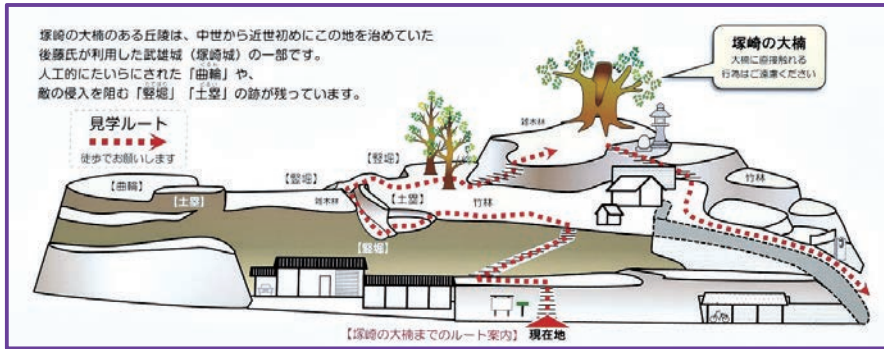 塚崎の大楠のある丘陵は、中世から近世初めにこの地を治めていた
後藤氏が利用した武雄城（塚崎城）の一部です。
人工的にたいらにされた「曲輪」や、
敵の侵入を阻む「竪堀」「土塁」の跡が残っています。
見学ルート
徒歩でお願いします
塚崎の大楠
大楠に直接触れる
行為はご遠慮ください
雑木林
【竪堀】
【竪堀】
【曲輪】
【土塁】
雑木林
【土塁】
竹林
竹林
【竪堀】
【塚崎の大楠までのルート案内】
現在地